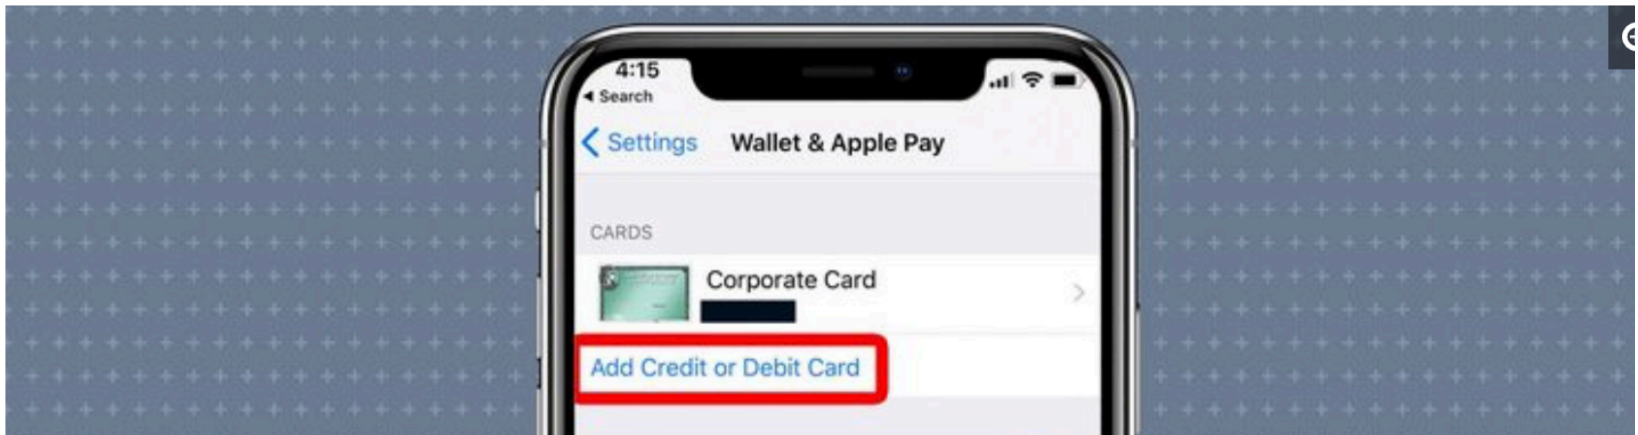 4:15
Search
Settings
Wallet & Apple Pay
CARDS
Corporate Card
Add Credit or Debit Card